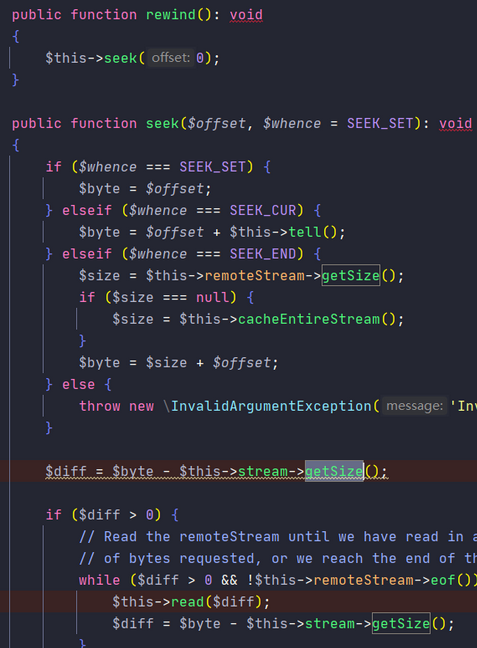 public function rewind(): void
{
    $this->seek( offset: 0);
}

public function seek($offset, $whence = SEEK_SET): void
{
    if ($whence === SEEK_SET) {
        $byte = $offset;
    } elseif ($whence === SEEK_CUR) {
        $byte = $offset + $this->tell();
    } elseif ($whence === SEEK_END) {
        $size = $this->remoteStream->getSize();
        if ($size === null) {
            $size = $this->cacheEntireStream();
        }
        $byte = $size + $offset;
    } else {
        throw new \InvalidArgumentException( message: 'Inv
    }

    $diff = $byte - $this->stream->getSize();

    if ($diff > 0) {
        // Read the remoteStream until we have read in a
        // of bytes requested, or we reach the end of th
        while ($diff > 0 && !$this->remoteStream->eof())
            $this->read($diff);
            $diff = $byte - $this->stream->getSize();
        }